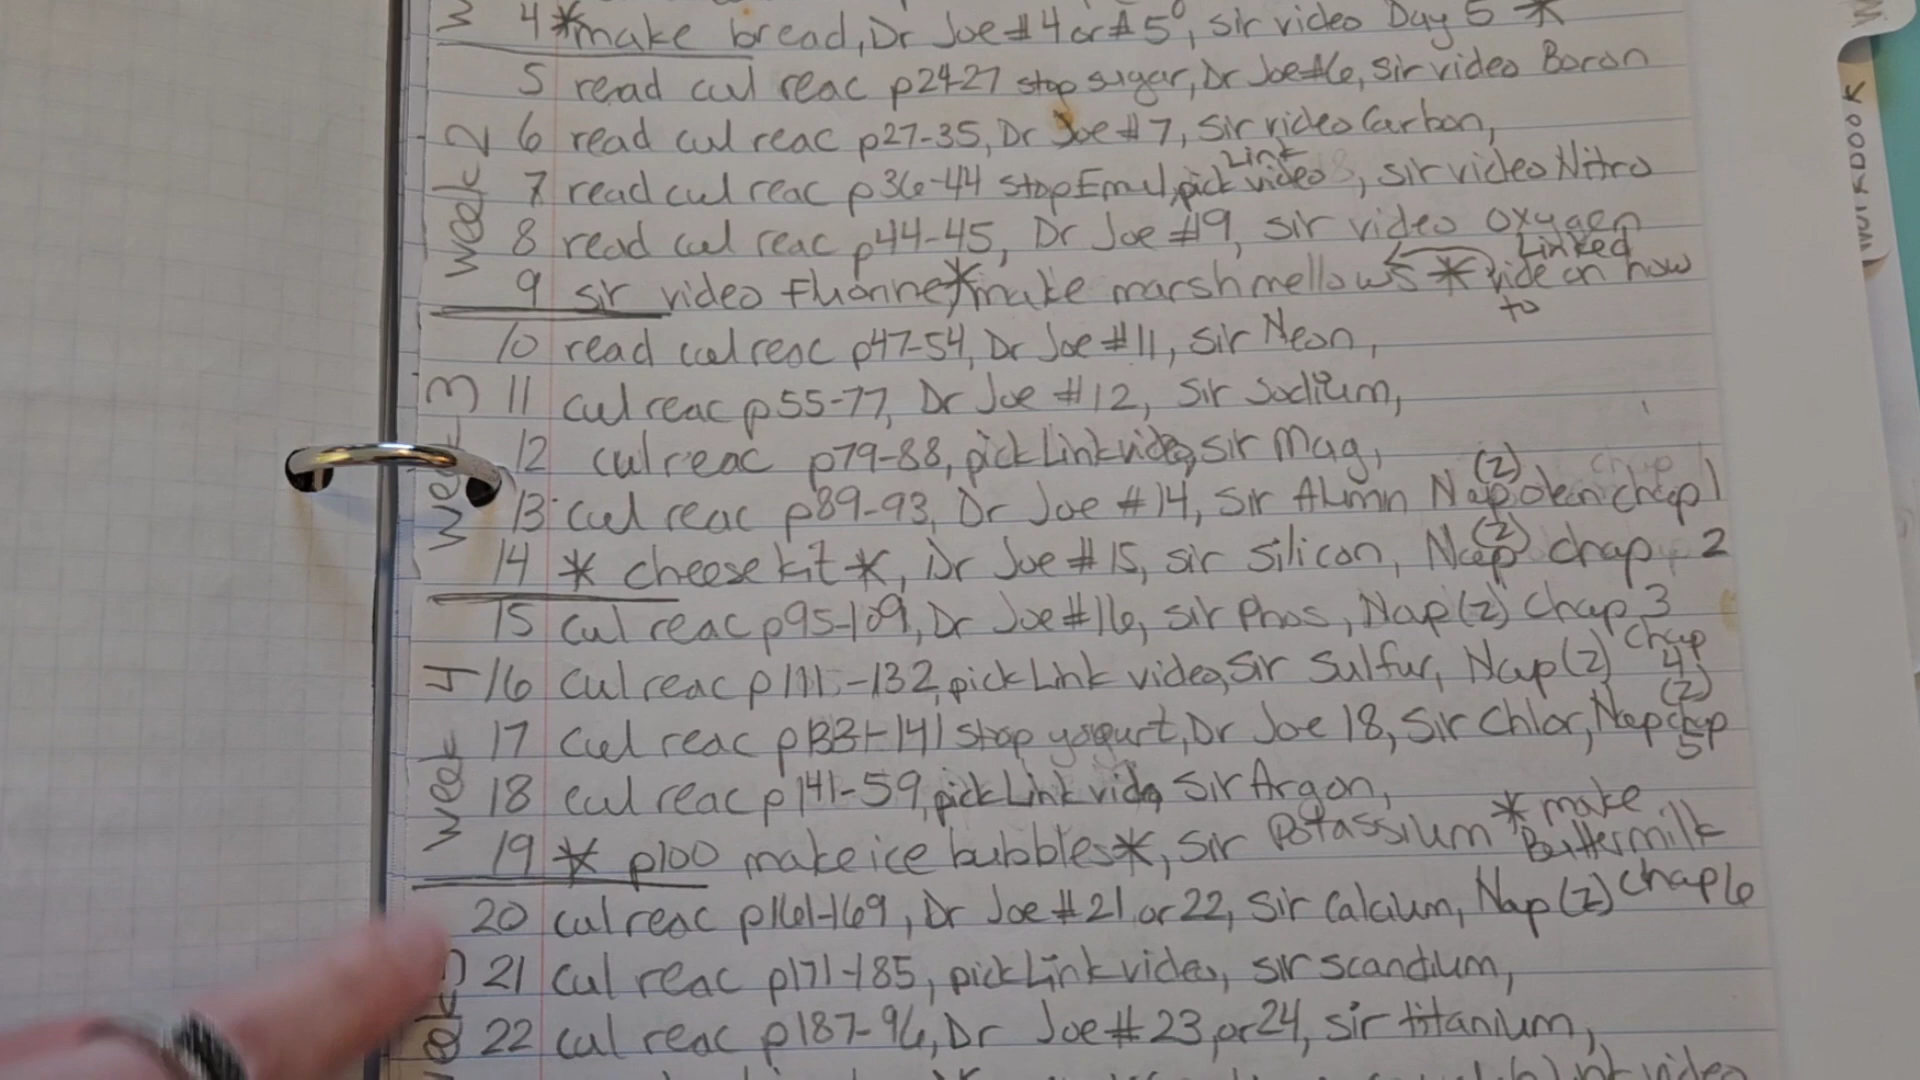 4 *make bread, Dr Joe #4 or #5, sir video Day 5 *
5 read cul reac p24-27 stop sugar, Dr Joe #6, Sir video Boron
Week 2 6 read cul reac p27-35, Dr Joe #7, sir video Carbon,
7 read cul reac p36-44 stop Emul, pick Link video, sir video Nitro
8 read cul reac p44-45, Dr Joe #9, sir video oxygen
9 sir video Fluorine *make marshmellows * Linked video on how to
10 read cul reac p47-54, Dr Joe #11, sir Neon,
Week 3 11 cul reac p55-77, Dr Joe #12, sir Sodium,
12 cul reac p79-88, pick Link video, sir Mag,
13 cul reac p89-93, Dr Joe #14, sir Alumn Napoleon (2) chap 1
14 * cheese kit *, Dr Joe #15, sir silicon, Nap (2) chap 2
15 cul reac p95-109, Dr Joe #16, sir phos, Nap (2) chap 3
Week 4 16 cul reac p111-132, pick Link video, Sir Sulfur, Nap (2) chap 4
17 cul reac p133-141 stop yogurt, Dr Joe 18, Sir Chlor, Nap (2) chap 5
18 cul reac p141-59, pick Link video Sir Argon,
19 * p100 make ice bubbles *, sir Potassium * make Buttermilk
20 cul reac p161-169, Dr Joe #21 or 22, sir Calcium, Nap (2) chap 6
21 cul reac p171-185, pick Link video, sir scandium,
22 cul reac p187-96, Dr Joe #23 or 24, sir titanium,
Link video
WORKBOOK